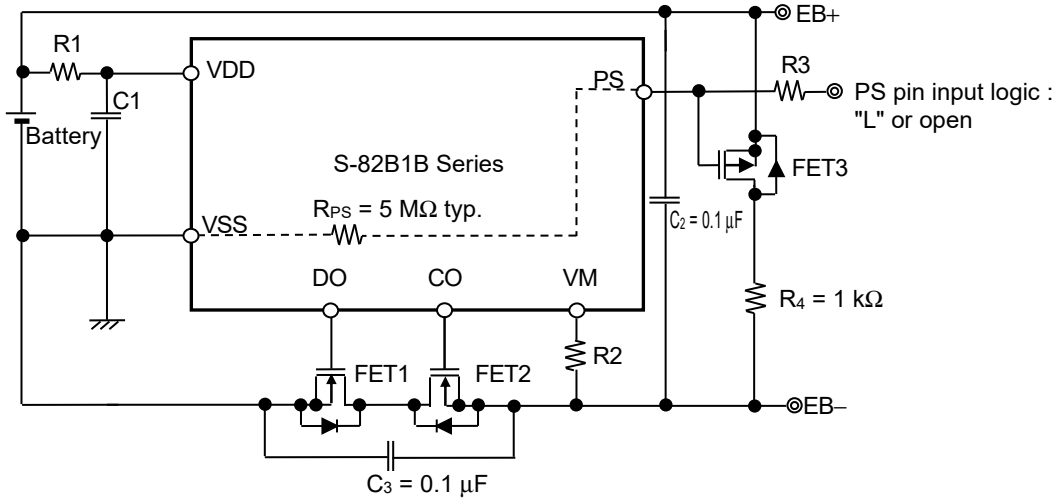 EB+
R1
R3
VDD
PS
C1
PS pin input logic :
"L" or open
Battery
S-82B1B Series
FET3
RPS = 5 MΩ typ.
C2 = 0.1 μF
VSS
DO
CO
VM
R4 = 1 kΩ
R2
FET1
FET2
EB−
C3 = 0.1 μF